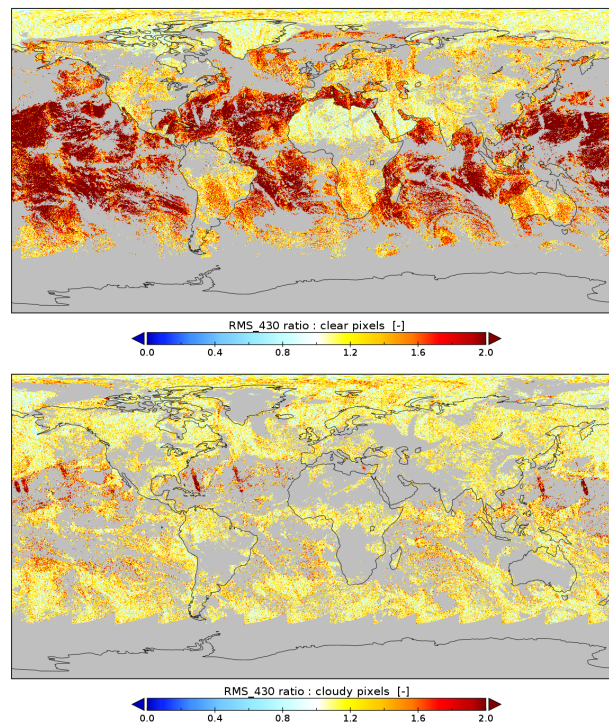 RMS_430 ratio : clear pixels [-]
0.0 0.4 0.8 1.2 1.6 2.0
RMS_430 ratio : cloudy pixels [-]
0.0 0.4 0.8 1.2 1.6 2.0